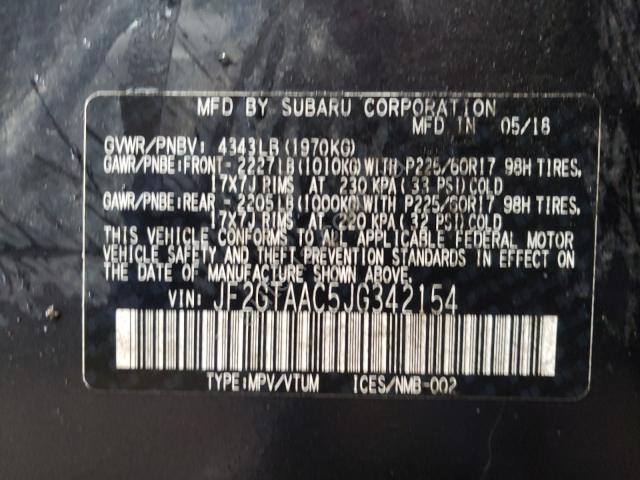 MFD BY SUBARU CORPORATION
MFD IN 05/18
GVWR/PNBV: 4343LB(1970KG)
GAWR/PNBE:FRONT- 2227LB(1010KG)WITH P225/60R17 98H TIRES,
17X7J RIMS AT 230 KPA(33 PSI)COLD
GAWR/PNBE:REAR - 2205LB(1000KG)WITH P225/60R17 98H TIRES,
17X7J RIMS AT 220 KPA(32 PSI)COLD
THIS VEHICLE CONFORMS TO ALL APPLICABLE FEDERAL MOTOR
VEHICLE SAFETY AND THEFT PREVENTION STANDARDS IN EFFECT
ON THE DATE OF MANUFACTURE SHOWN ABOVE.
VIN: JF2GTAAC5JG342154
TYPE:MPV/VTUM ICES/NMB-002